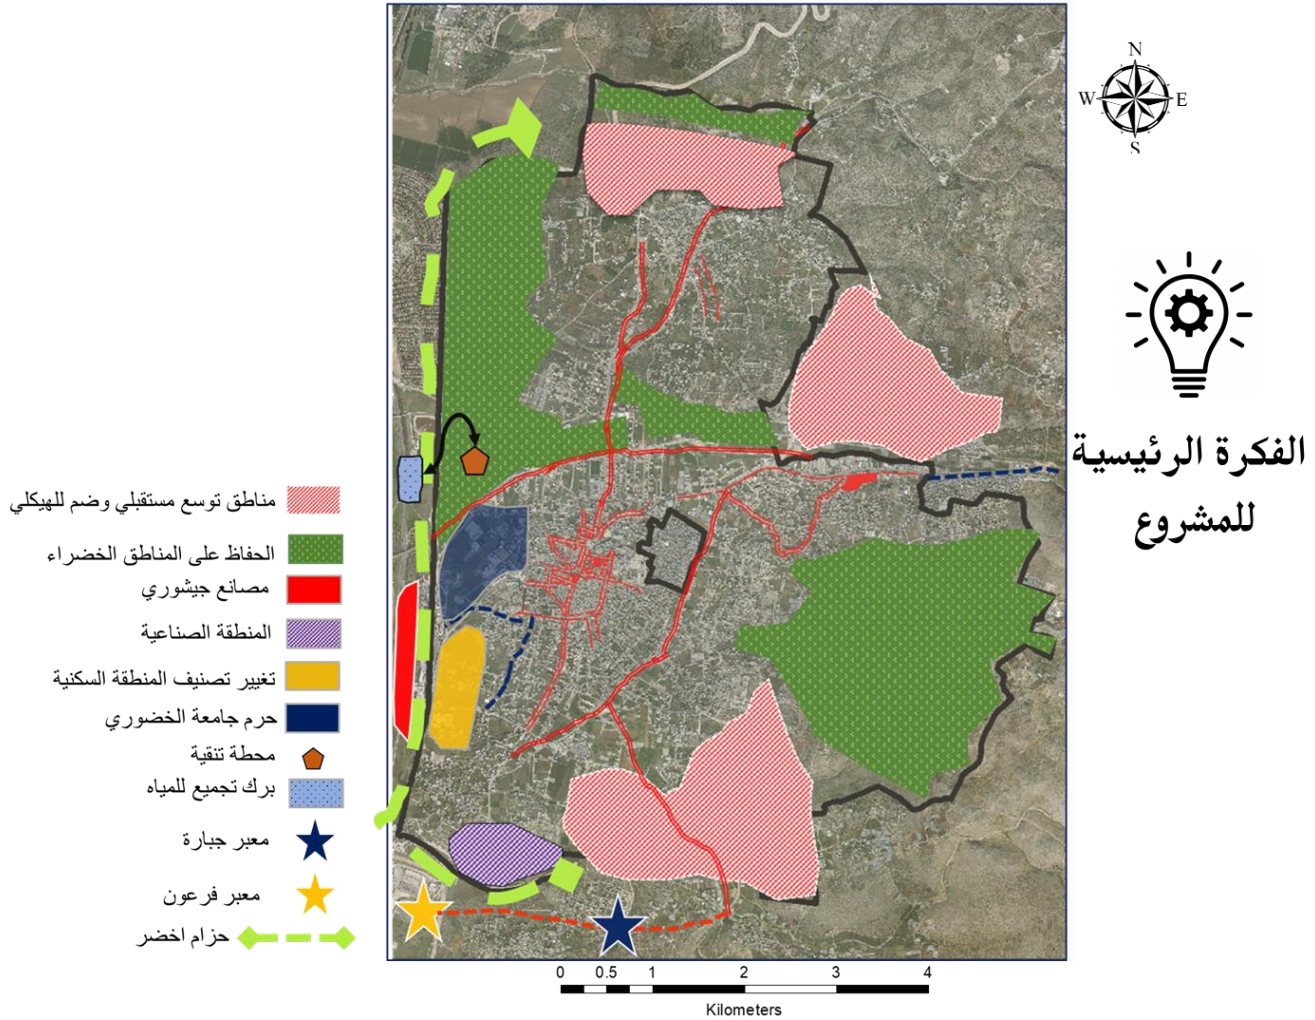 N
W E
S
الفكرة الرئيسية
للمشروع
مناطق توسع مستقبلي وضم للهيكلي
الحفاظ على المناطق الخضراء
مصانع جيشوري
المنطقة الصناعية
تغيير تصنيف المنطقة السكنية
حرم جامعة الخضوري
محطة تنقية
برك تجميع للمياه
معبر جبارة
معبر فرعون
حزام اخضر
0 0.5 1 2 3 4
Kilometers